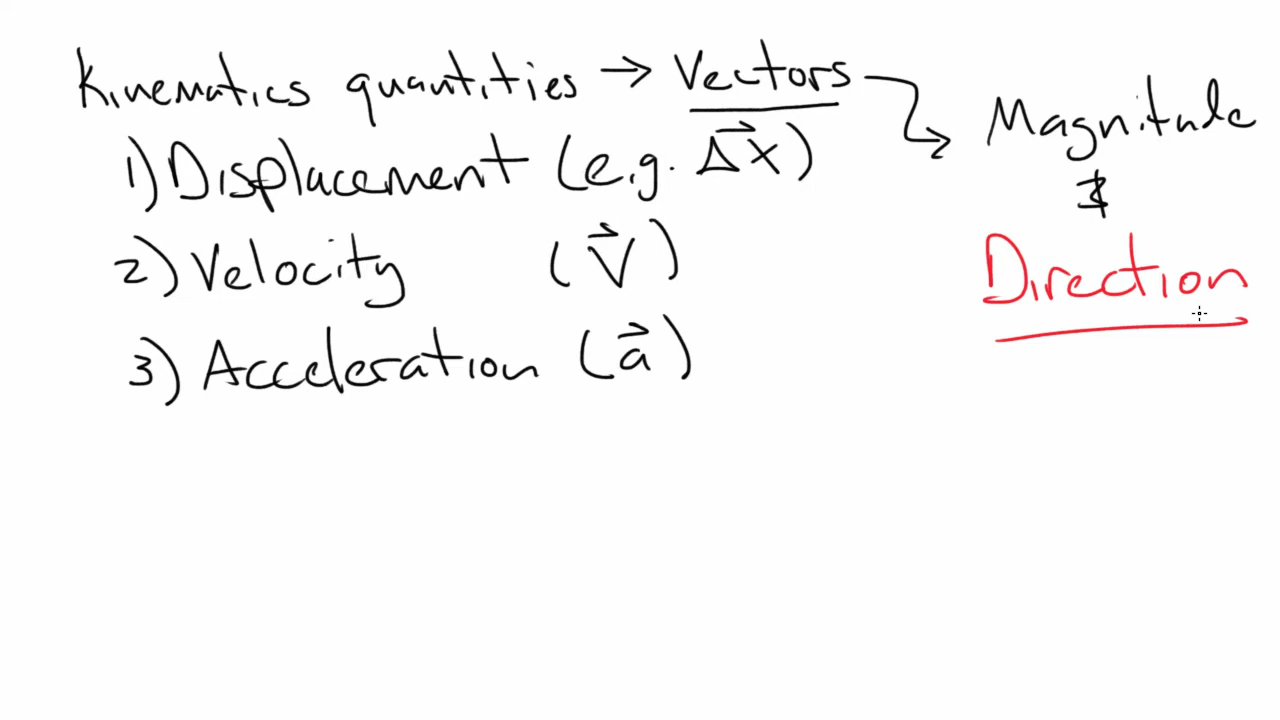 Kinematics quantities → Vectors
Magnitude
&
Direction
1) Displacement (e.g. Δx⃗)
2) Velocity (v⃗)
3) Acceleration (a⃗)